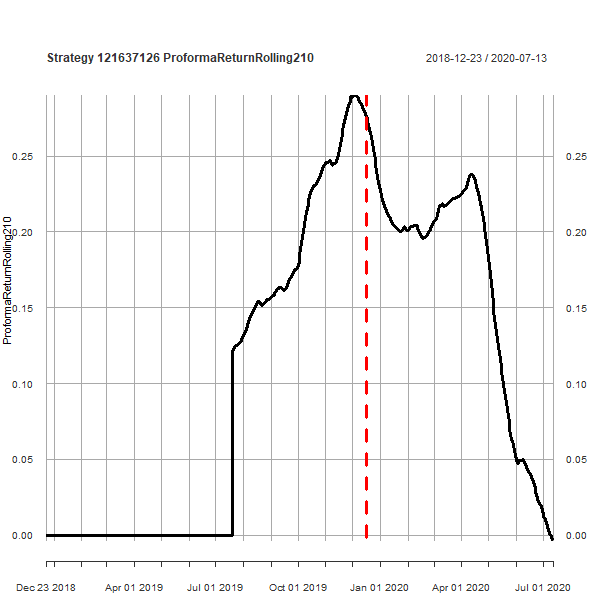 Strategy 121637126 ProformaReturnRolling210
2018-12-23 / 2020-07-13
ProformaReturnRolling210
0.25
0.20
0.15
0.10
0.05
0.00
0.25
0.20
0.15
0.10
0.05
0.00
Dec 23 2018
Apr 01 2019
Jul 01 2019
Oct 01 2019
Jan 01 2020
Apr 01 2020
Jul 01 2020